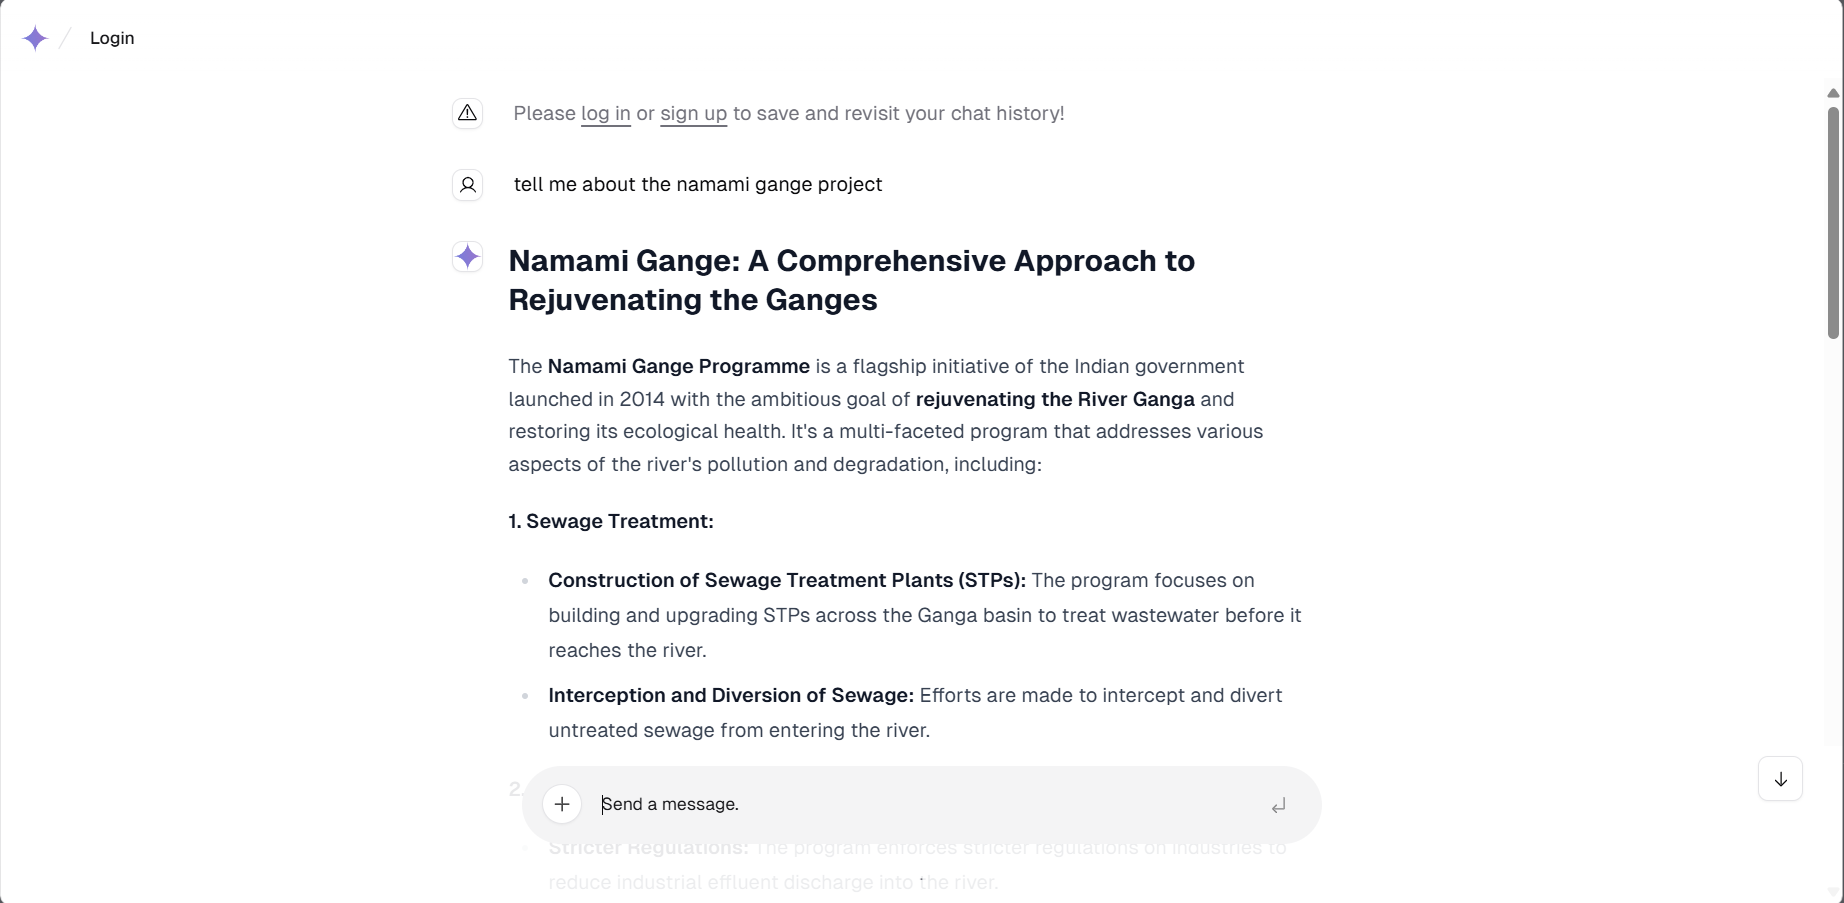 Login
Please log in or sign up to save and revisit your chat history!
tell me about the namami gange project
Namami Gange: A Comprehensive Approach to
Rejuvenating the Ganges
The Namami Gange Programme is a flagship initiative of the Indian government
launched in 2014 with the ambitious goal of rejuvenating the River Ganga and
restoring its ecological health. It's a multi-faceted program that addresses various
aspects of the river's pollution and degradation, including:
1. Sewage Treatment:
Construction of Sewage Treatment Plants (STPs): The program focuses on
building and upgrading STPs across the Ganga basin to treat wastewater before it
reaches the river.
Interception and Diversion of Sewage: Efforts are made to intercept and divert
untreated sewage from entering the river.
2.
Send a message.
Stricter Regulations: The program enforces stricter regulations on industries to
reduce industrial effluent discharge into the river.